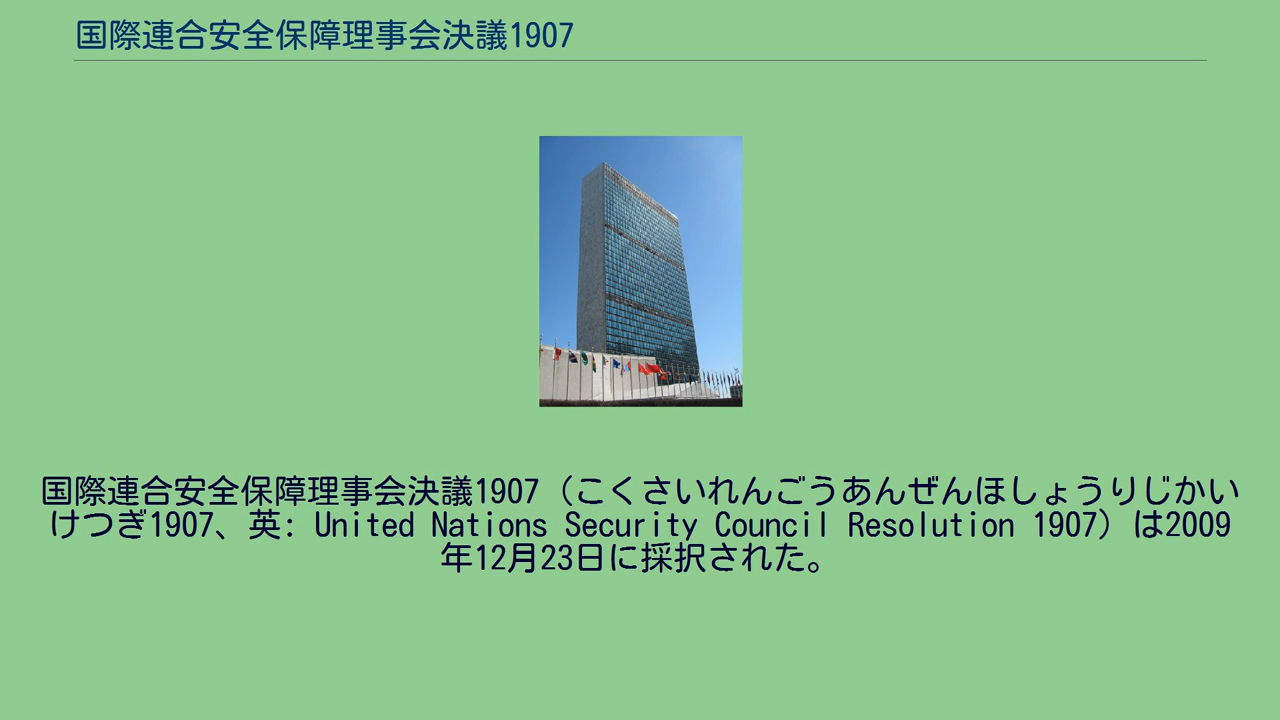 国際連合安全保障理事会決議1907
国際連合安全保障理事会決議1907（こくさいれんごうあんぜんほしょうりじかい
けつぎ1907、英: United Nations Security Council Resolution 1907）は2009
年12月23日に採択された。